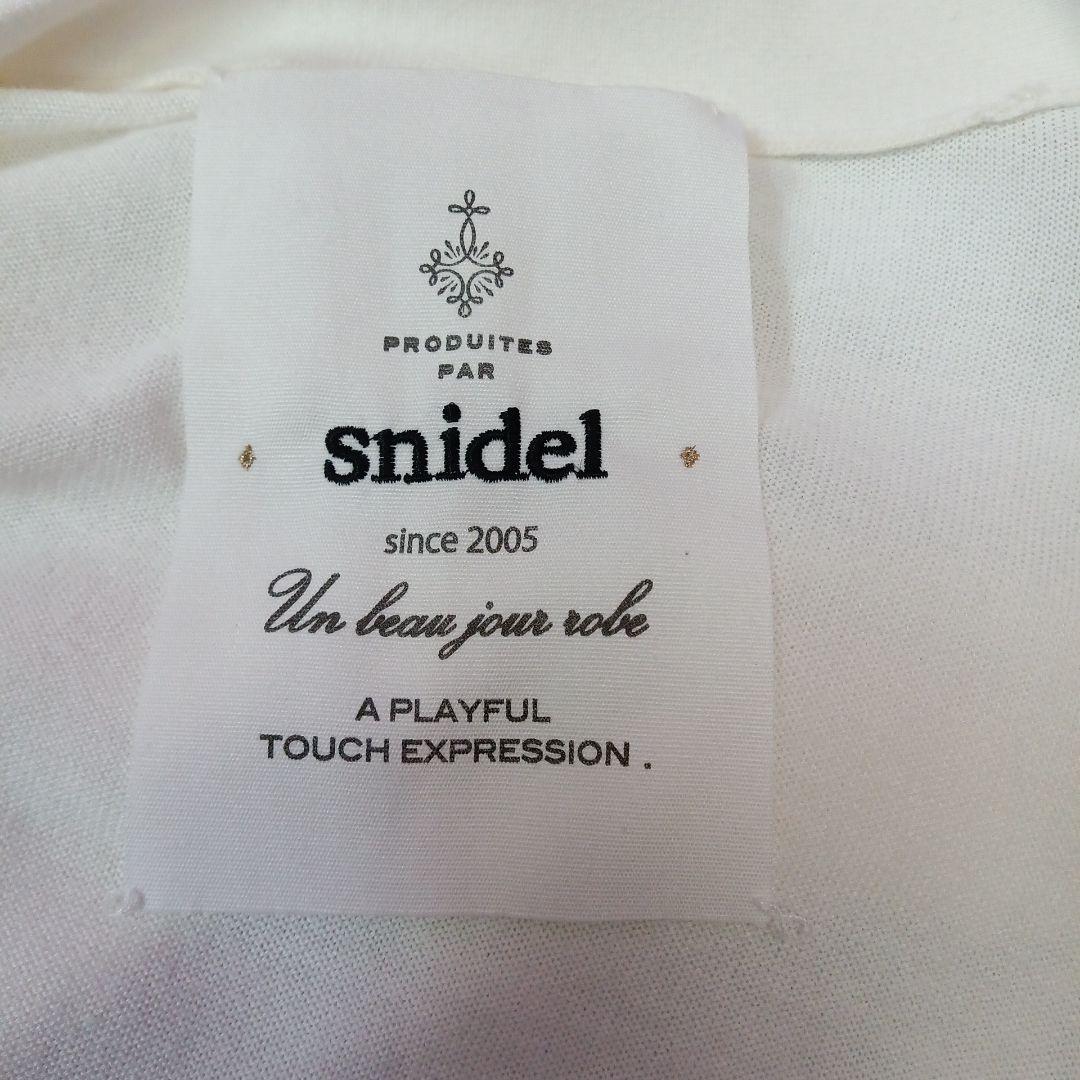 PRODUITES
PAR
snidel
since 2005
Un beau jour robe
A PLAYFUL
TOUCH EXPRESSION .